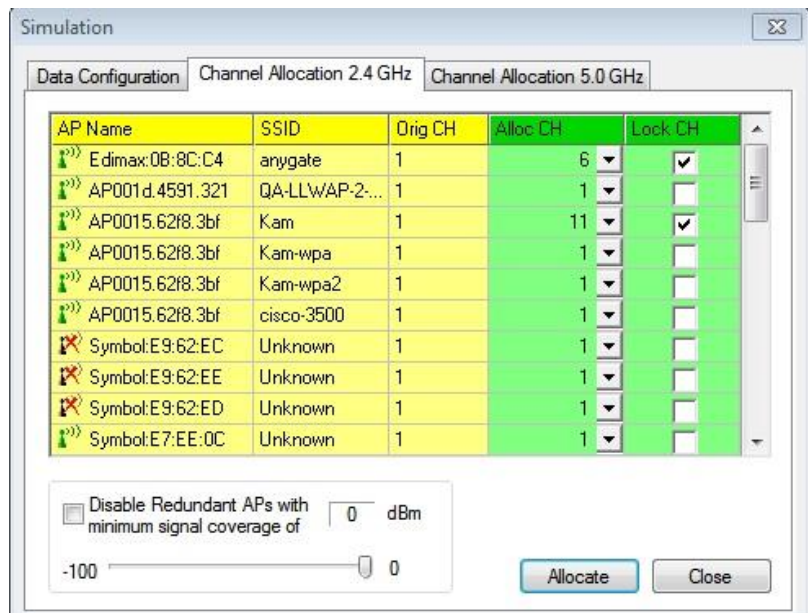 Simulation
Data Configuration Channel Allocation 2.4 GHz Channel Allocation 5.0 GHz
AP Name SSID Orig CH Alloc CH Lock CH
Edimax:0B:8C:C4 anygate 1 6
AP001d.4591.321 QA-LLWAP-2-... 1 1
AP0015.62f8.3bf Kam 1 11
AP0015.62f8.3bf Kam-wpa 1 1
AP0015.62f8.3bf Kam-wpa2 1 1
AP0015.62f8.3bf cisco-3500 1 1
Symbol:E9:62:EC Unknown 1 1
Symbol:E9:62:EE Unknown 1 1
Symbol:E9:62:ED Unknown 1 1
Symbol:E7:EE:0C Unknown 1 1
Disable Redundant APs with
minimum signal coverage of 0 dBm
-100 0
Allocate Close